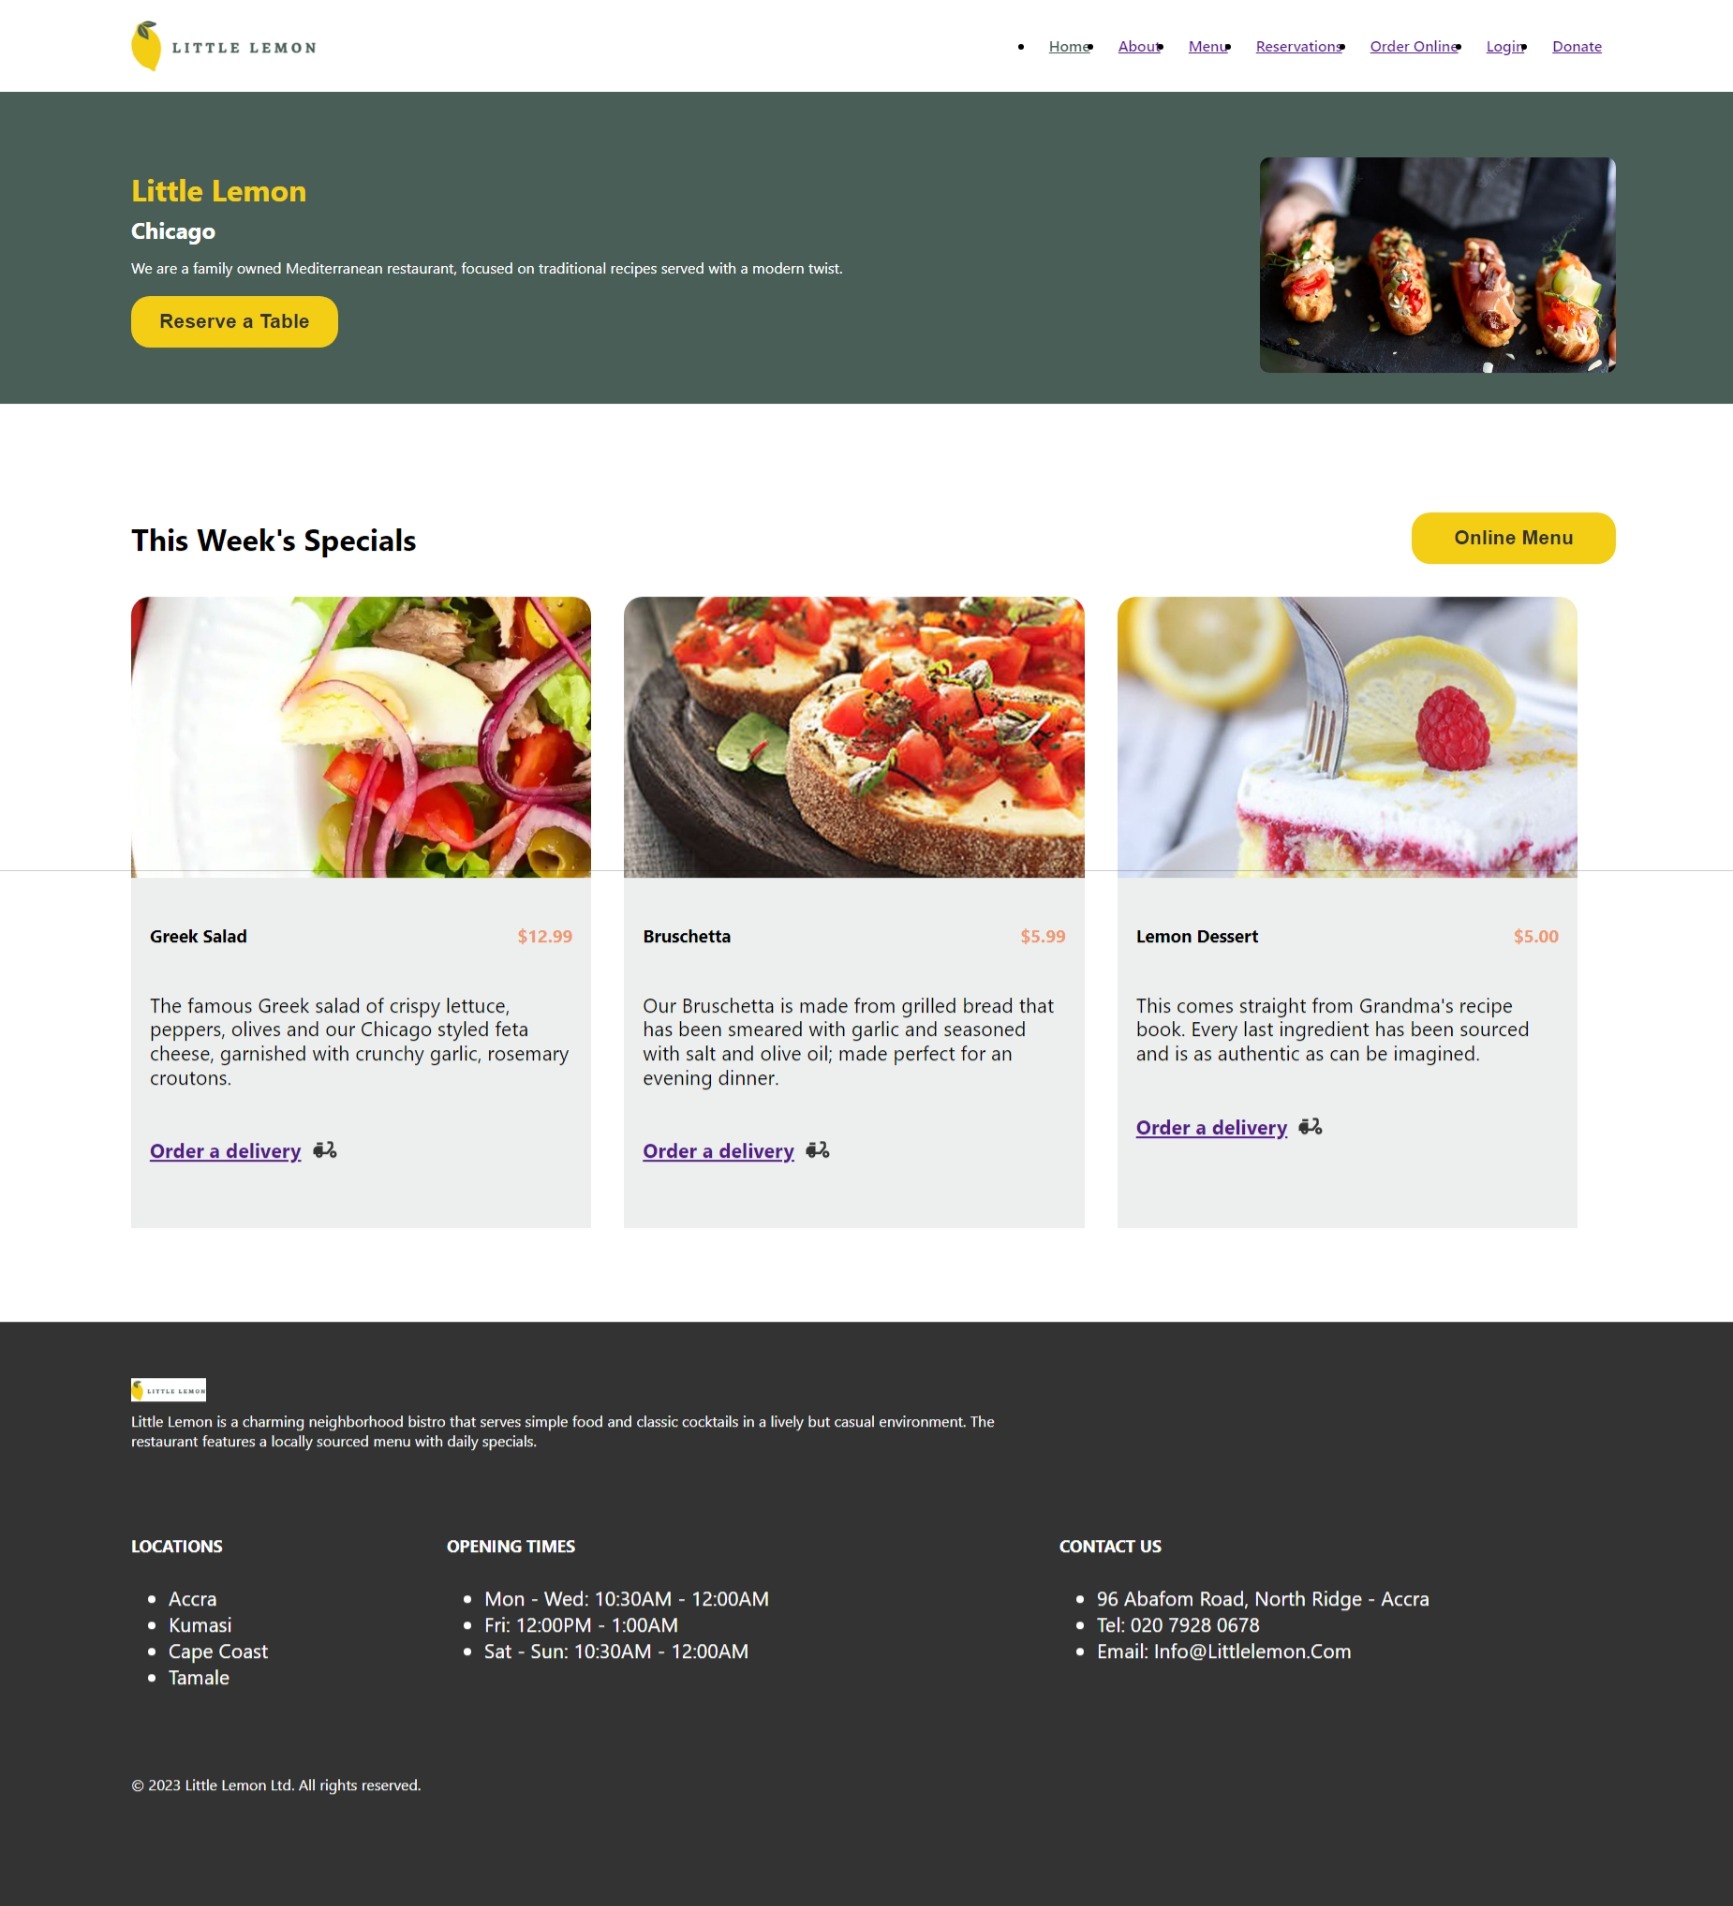 LITTLE LEMON
Home About Menu Reservations Order Online Login Donate
Little Lemon
Chicago
We are a family owned Mediterranean restaurant, focused on traditional recipes served with a modern twist.
Reserve a Table
This Week's Specials
Online Menu
Greek Salad $12.99
The famous Greek salad of crispy lettuce,
peppers, olives and our Chicago styled feta
cheese, garnished with crunchy garlic, rosemary
croutons.
Order a delivery
Bruschetta $5.99
Our Bruschetta is made from grilled bread that
has been smeared with garlic and seasoned
with salt and olive oil; made perfect for an
evening dinner.
Order a delivery
Lemon Dessert $5.00
This comes straight from Grandma's recipe
book. Every last ingredient has been sourced
and is as authentic as can be imagined.
Order a delivery
LITTLE LEMON
Little Lemon is a charming neighborhood bistro that serves simple food and classic cocktails in a lively but casual environment. The
restaurant features a locally sourced menu with daily specials.
LOCATIONS
Accra
Kumasi
Cape Coast
Tamale
OPENING TIMES
Mon - Wed: 10:30AM - 12:00AM
Fri: 12:00PM - 1:00AM
Sat - Sun: 10:30AM - 12:00AM
CONTACT US
96 Abafom Road, North Ridge - Accra
Tel: 020 7928 0678
Email: Info@Littlelemon.Com
© 2023 Little Lemon Ltd. All rights reserved.